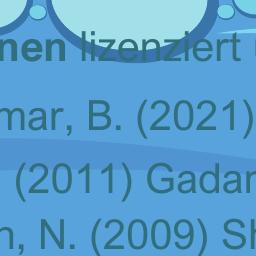 nen lizenziert
mar, B. (2021)
(2011) Gadar
n, N. (2009) Sh